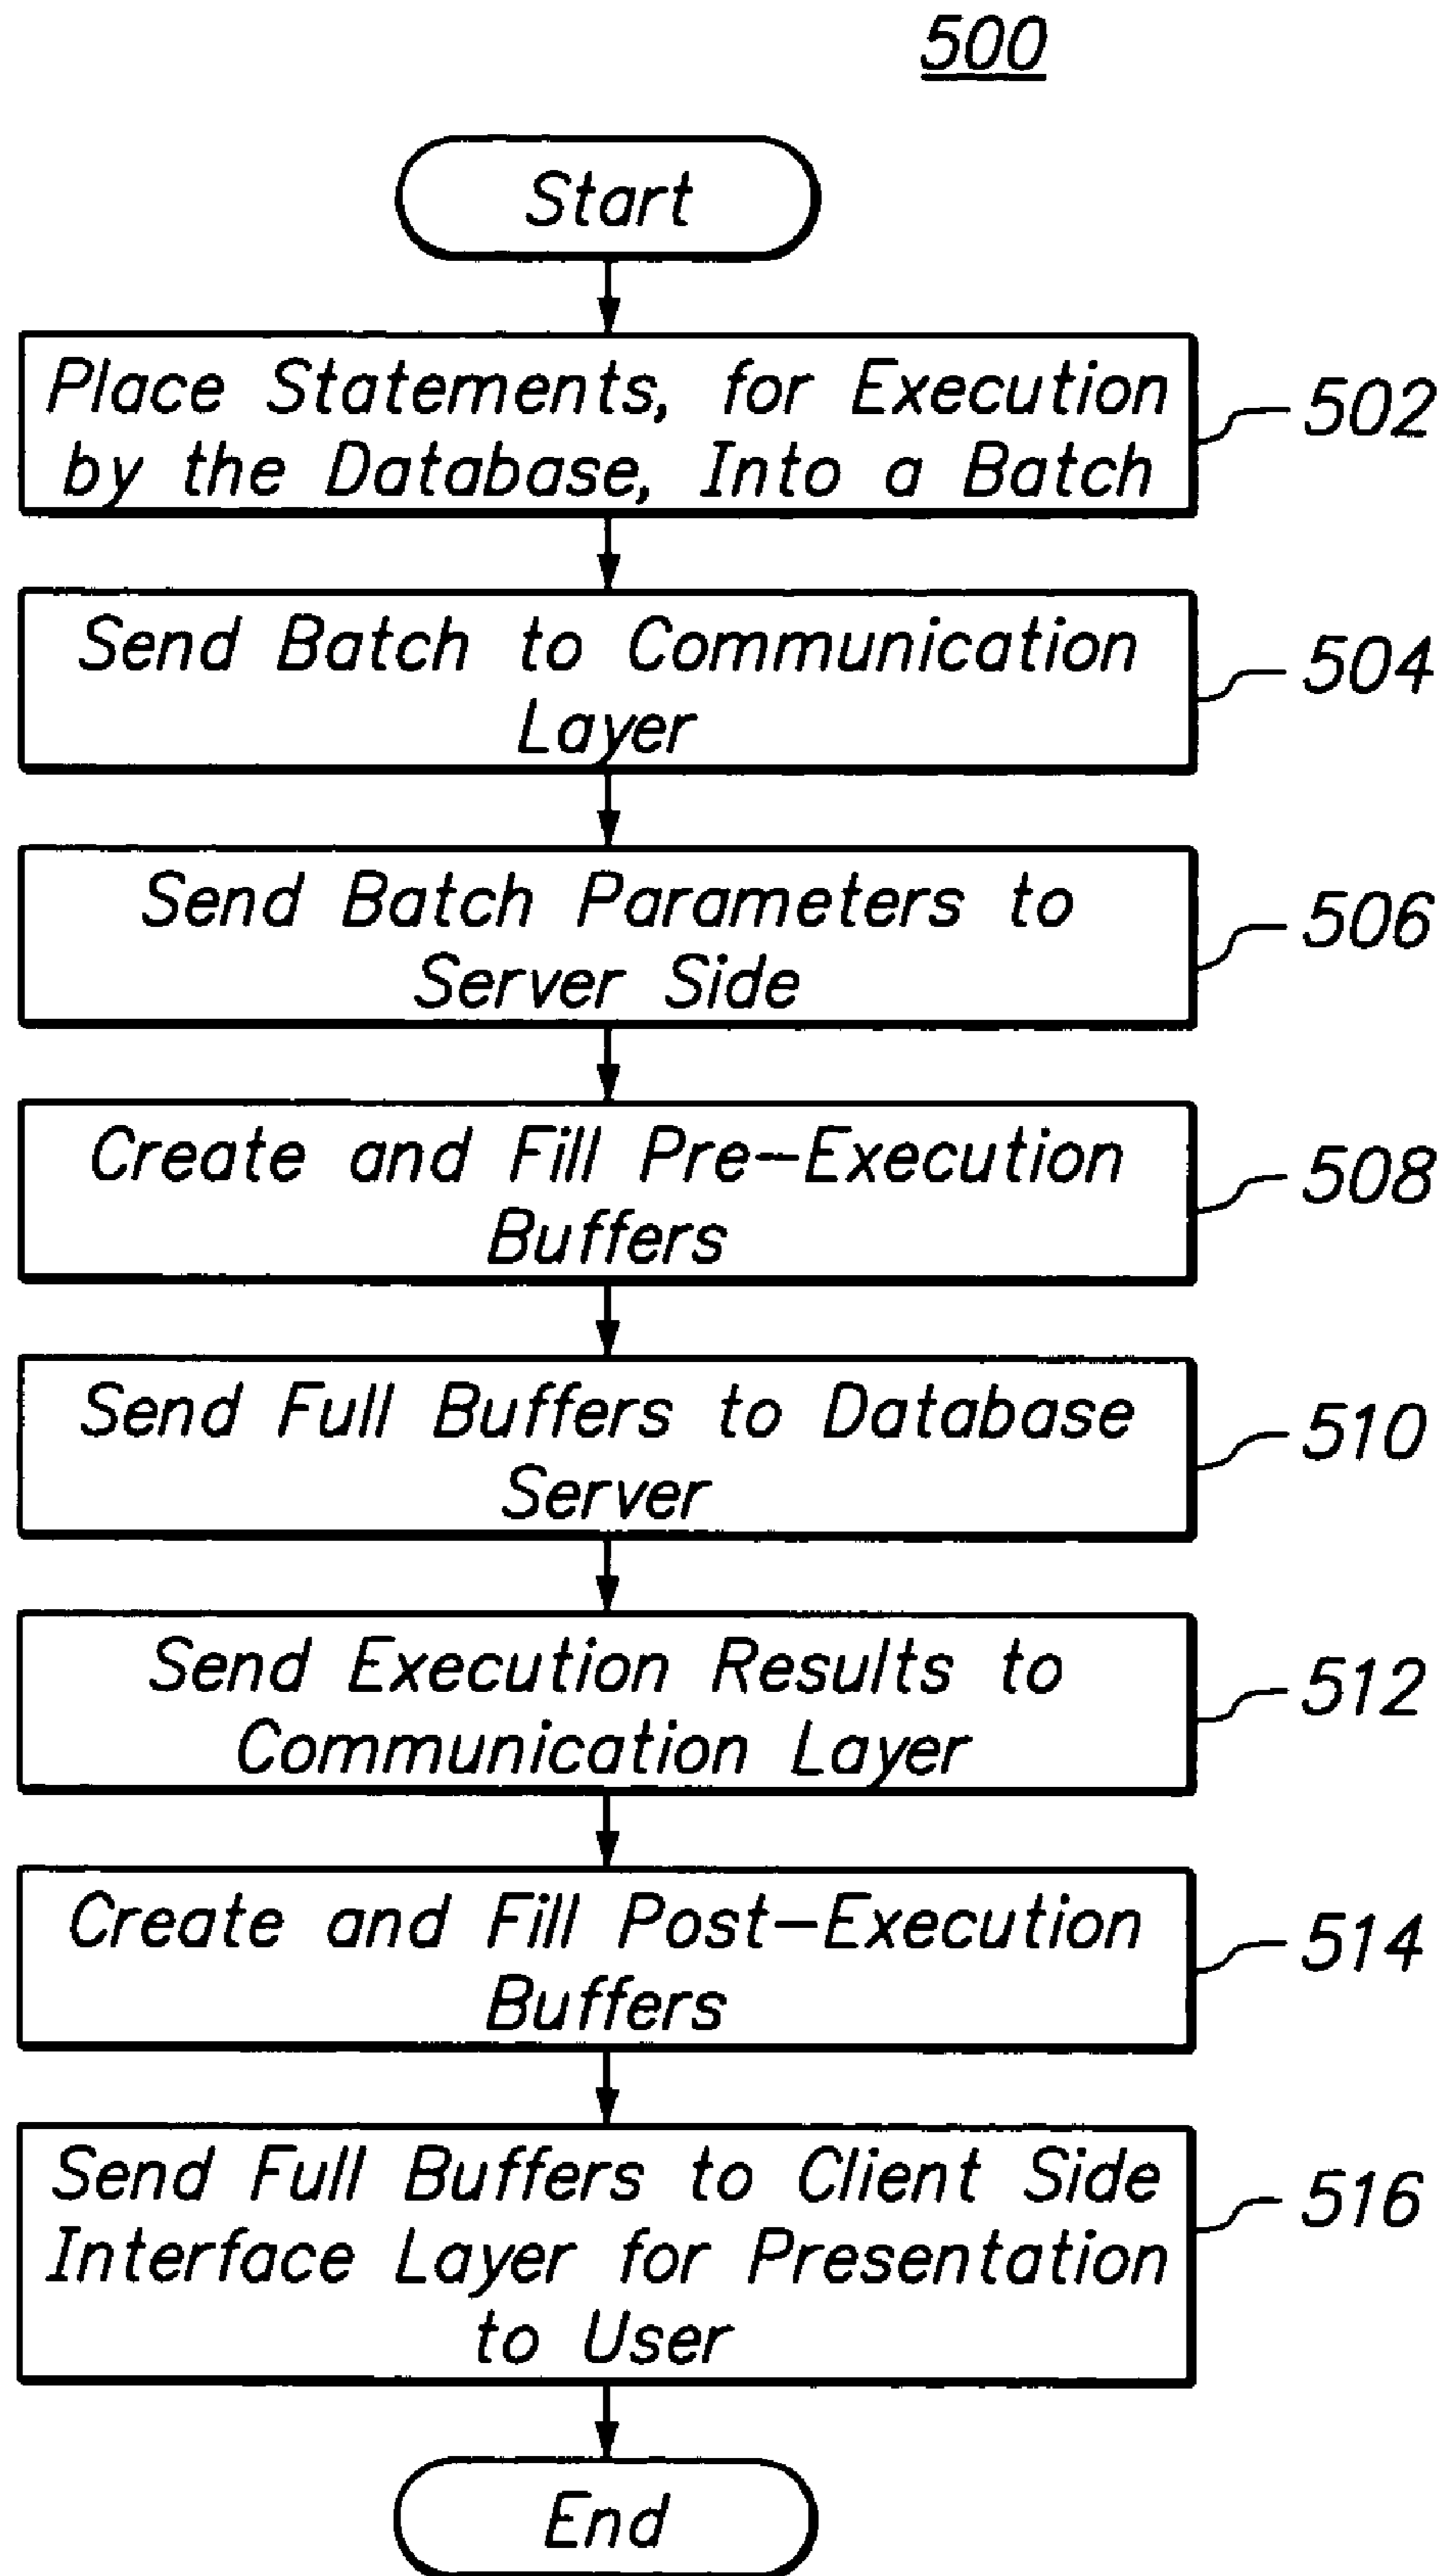 500
Start
Place Statements, for Execution
by the Database, Into a Batch
502
Send Batch to Communication
Layer
504
Send Batch Parameters to
Server Side
506
Create and Fill Pre-Execution
Buffers
508
Send Full Buffers to Database
Server
510
Send Execution Results to
Communication Layer
512
Create and Fill Post-Execution
Buffers
514
Send Full Buffers to Client Side
Interface Layer for Presentation
to User
516
End